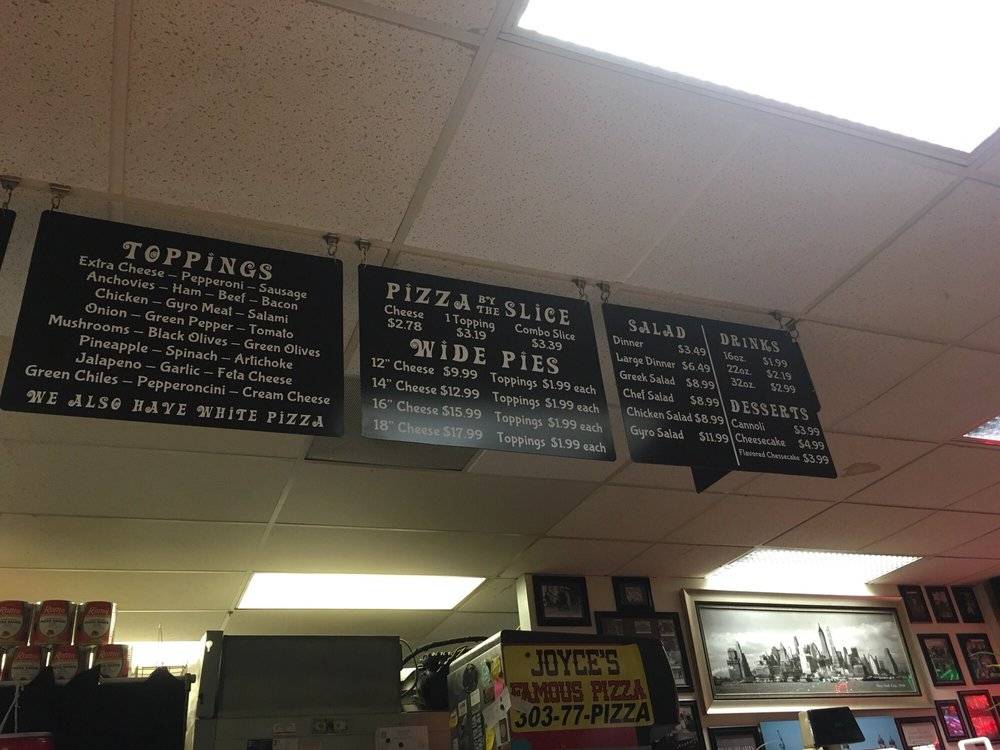 TOPPINGS
Extra Cheese – Pepperoni – Sausage
Anchovies – Ham – Beef – Bacon
Chicken – Gyro Meat – Salami
Onion – Green Pepper – Tomato
Mushrooms – Black Olives – Green Olives
Pineapple – Spinach – Artichoke
Jalapeno – Garlic – Feta Cheese
Green Chiles – Pepperoncini – Cream Cheese
WE ALSO HAVE WHITE PIZZA
PIZZA BY THE SLICE
Cheese 1 Topping Combo Slice
$2.78 $3.19 $3.39
WIDE PIES
12" Cheese $9.99 Toppings $1.99 each
14" Cheese $12.99 Toppings $1.99 each
16" Cheese $15.99 Toppings $1.99 each
18" Cheese $17.99 Toppings $1.99 each
SALAD
Dinner $3.49
Large Dinner $6.49
Greek Salad $8.99
Chef Salad $8.99
Chicken Salad $8.99
Gyro Salad $11.99
DRINKS
16oz. $1.99
22oz. $2.19
32oz. $2.99
DESSERTS
Cannoli $3.99
Cheesecake $4.99
Flavored Chessecake $3.99
JOYCE'S
FAMOUS PIZZA
303-77-PIZZA